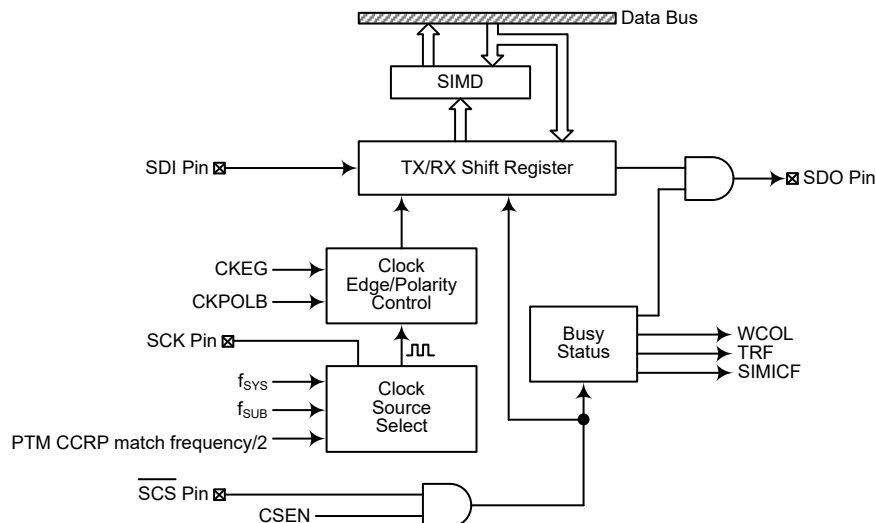 Data Bus
SIMD
SDI Pin
TX/RX Shift Register
SDO Pin
CKEG
CKPOLB
Clock
Edge/Polarity
Control
SCK Pin
Busy
Status
WCOL
TRF
SIMICF
fSYS
fSUB
PTM CCRP match frequency/2
Clock
Source
Select
SCS Pin
CSEN